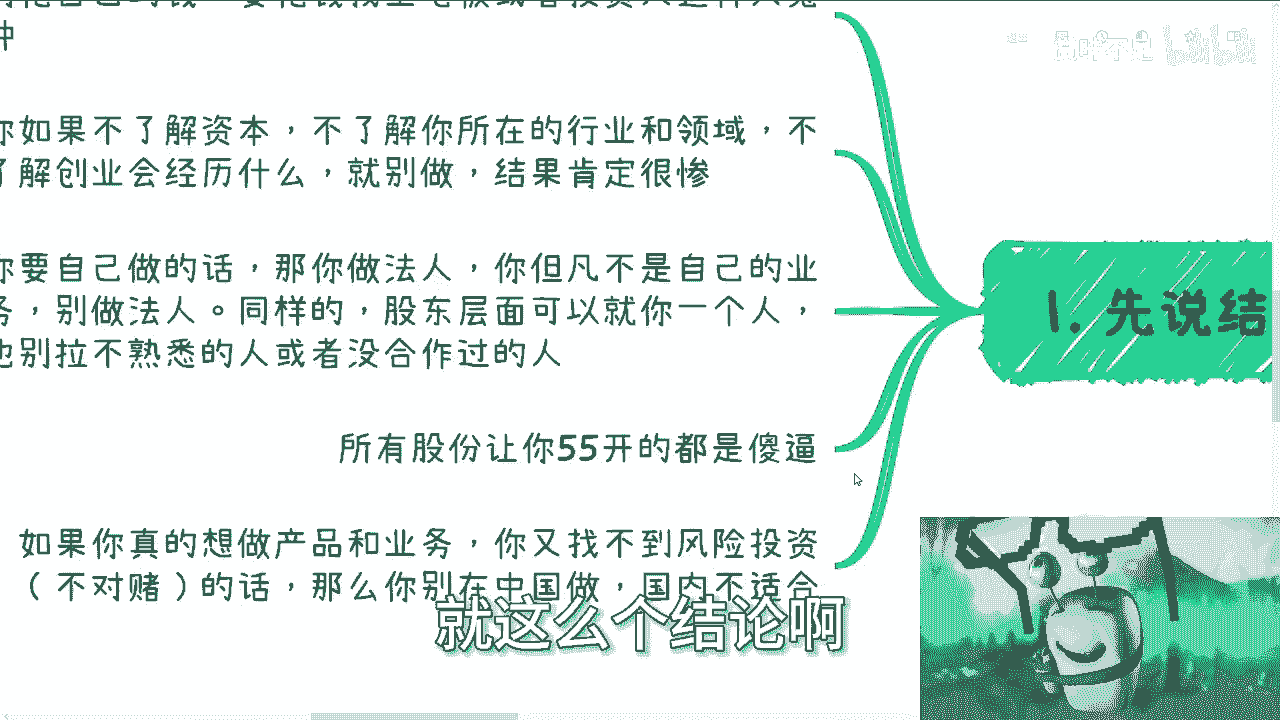 钟
你如果不了解资本，不了解你所在的行业和领域，不
了解创业会经历什么，就别做，结果肯定很惨
你要自己做的话，那你做法人，你但凡不是自己的业
务，别做法人。同样的，股东层面可以就你一个人，
也别拉不熟悉的人或者没合作过的人
所有股份让你55开的都是傻逼
如果你真的想做产品和业务，你又找不到风险投资
（不对赌）的话，那么你别在中国做，国内不适合
1. 先说结
就这么个结论啊
bilibili